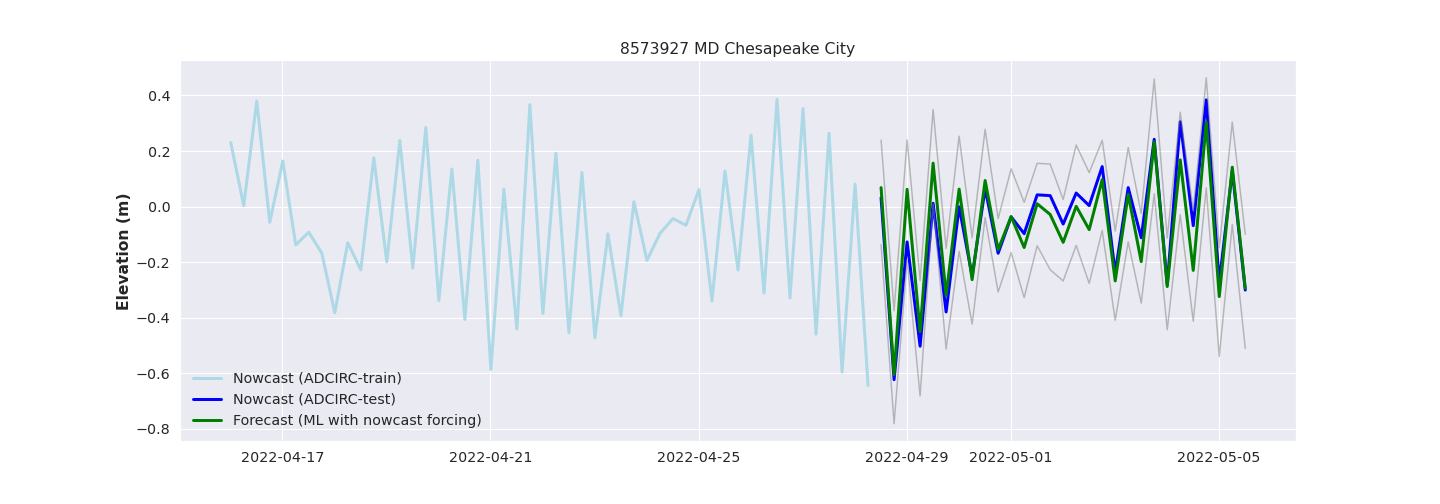 8573927 MD Chesapeake City
Elevation (m)
0.4
0.2
0.0
−0.2
−0.4
−0.6
−0.8
Nowcast (ADCIRC-train)
Nowcast (ADCIRC-test)
Forecast (ML with nowcast forcing)
2022-04-17 2022-04-21 2022-04-25 2022-04-29 2022-05-01 2022-05-05